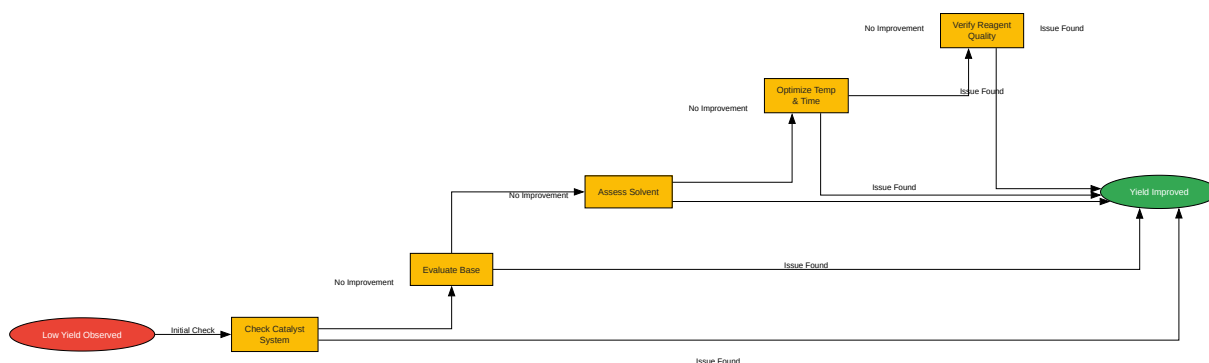 No Improvement
Verify Reagent
Quality
Issue Found
Optimize Temp
& Time
Issue Found
No Improvement
Assess Solvent
Issue Found
No Improvement
Yield Improved
Evaluate Base
Issue Found
No Improvement
Low Yield Observed
Initial Check
Check Catalyst
System
Issue Found